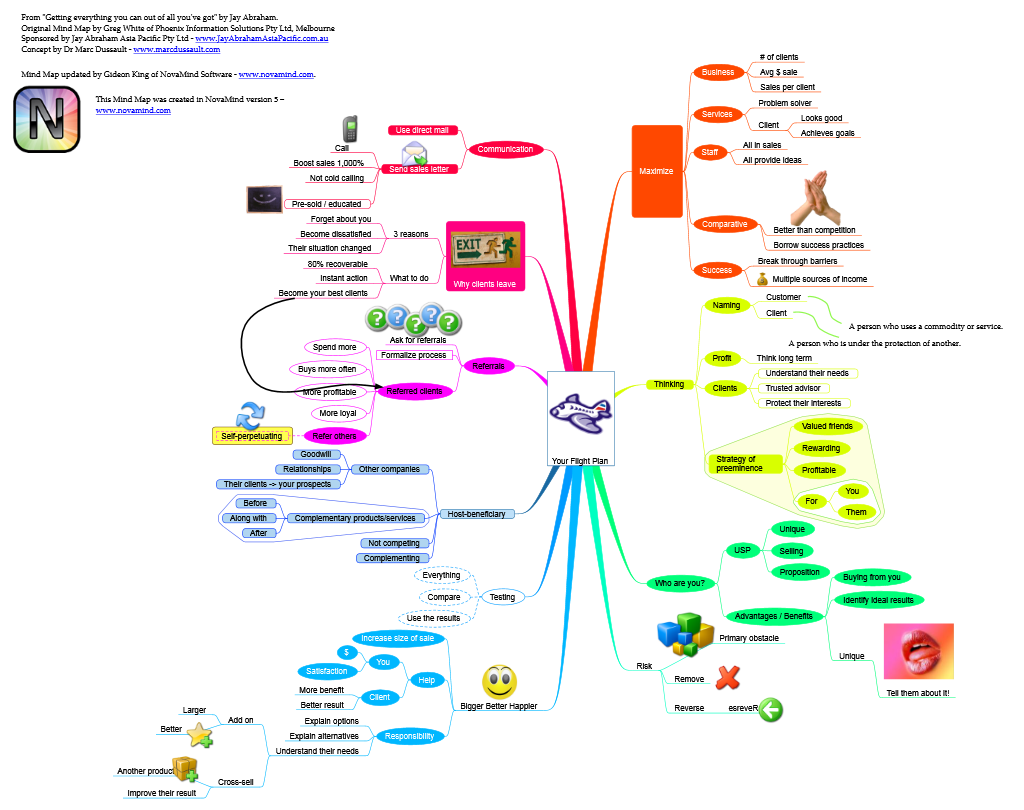 From "Getting everything you can out of all you've got" by Jay Abraham.
Original Mind Map by Greg White of Phoenix Information Solutions Pty Ltd, Melbourne
Sponsored by Jay Abraham Asia Pacific Pty Ltd - www.JayAbrahamAsiaPacific.com.au
Concept by Dr Marc Dussault - www.marcdussault.com
Mind Map updated by Gideon King of NovaMind Software - www.novamind.com.
N
This Mind Map was created in NovaMind version 5 –
www.novamind.com
Your Flight Plan
Communication
Use direct mail
Send sales letter
Call
Boost sales 1,000%
Not cold calling
Pre-sold / educated
EXIT
Why clients leave
3 reasons
Forget about you
Become dissatisfied
Their situation changed
What to do
80% recoverable
Instant action
Become your best clients
Referrals
? ? ? ? ?
Ask for referrals
Formalize process
Referred clients
Spend more
Buys more often
More profitable
More loyal
Refer others
Self-perpetuating
Host-beneficiary
Other companies
Goodwill
Relationships
Their clients -> your prospects
Complementary products/services
Before
Along with
After
Not competing
Complementing
Testing
Everything
Compare
Use the results
Bigger Better Happier
Increase size of sale
Help
You
$
Satisfaction
Client
More benefit
Better result
Responsibility
Explain options
Explain alternatives
Understand their needs
Add on
Larger
Better
Cross-sell
Another product
Improve their result
Maximize
Business
# of clients
Avg $ sale
Sales per client
Services
Problem solver
Client
Looks good
Achieves goals
Staff
All in sales
All provide ideas
Comparative
Better than competition
Borrow success practices
Success
Break through barriers
Multiple sources of income
Thinking
Naming
Customer
Client
A person who uses a commodity or service.
A person who is under the protection of another.
Profit
Think long term
Clients
Understand their needs
Trusted advisor
Protect their interests
Strategy of
preeminence
Valued friends
Rewarding
Profitable
For
You
Them
Who are you?
USP
Unique
Selling
Proposition
Advantages / Benefits
Buying from you
Identify ideal results
Unique
Tell them about it!
Risk
Primary obstacle
Remove
Reverse
esreveR